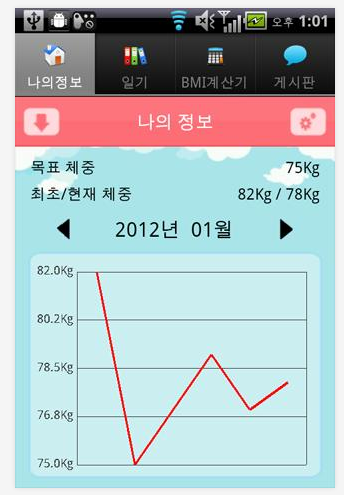 오후 1:01
나의정보 일기 BMI계산기 게시판
나의 정보
목표 체중 75Kg
최초/현재 체중 82Kg / 78Kg
2012년 01월
82.0Kg
80.2Kg
78.5Kg
76.8Kg
75.0Kg